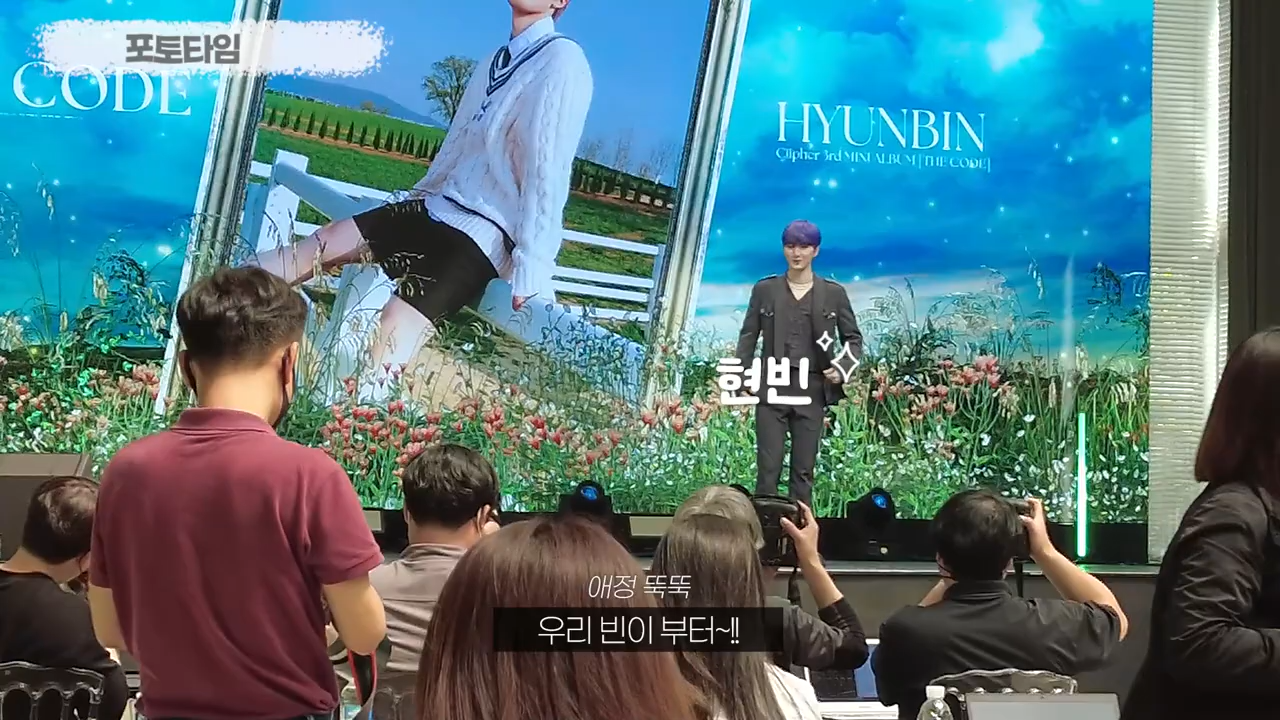 포토타임
CODE
HYUNBIN
Ciipher 3rd MINI ALBUM [THE CODE]
현빈
애정 뚝뚝
우리 빈이 부터~!!